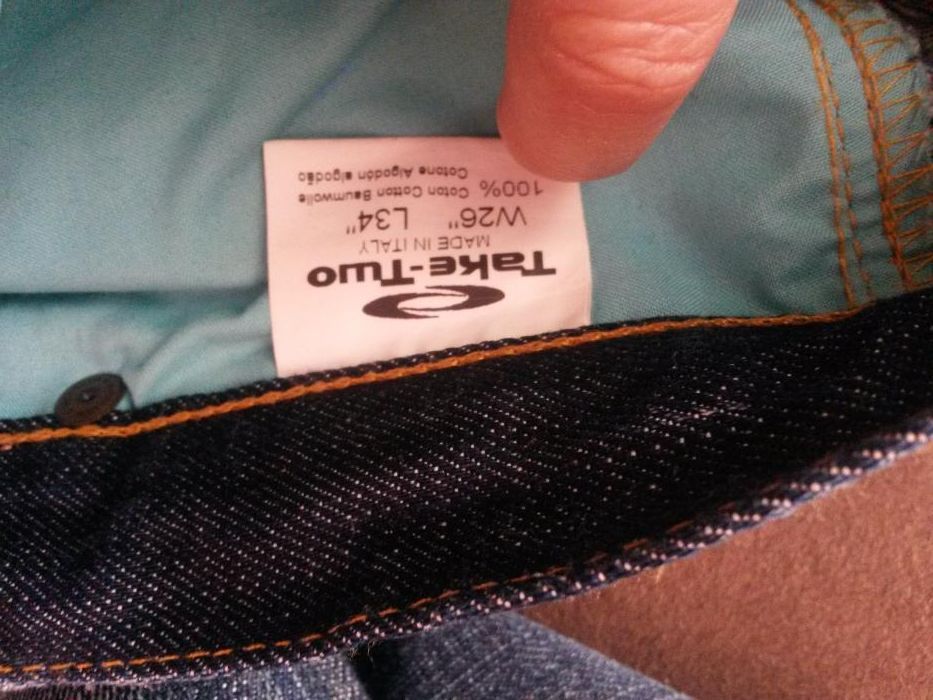 Take-Two
MADE IN ITALY
W26" L34"
100% Coton Cotton Baumwolle
Cotone Algodón algodão